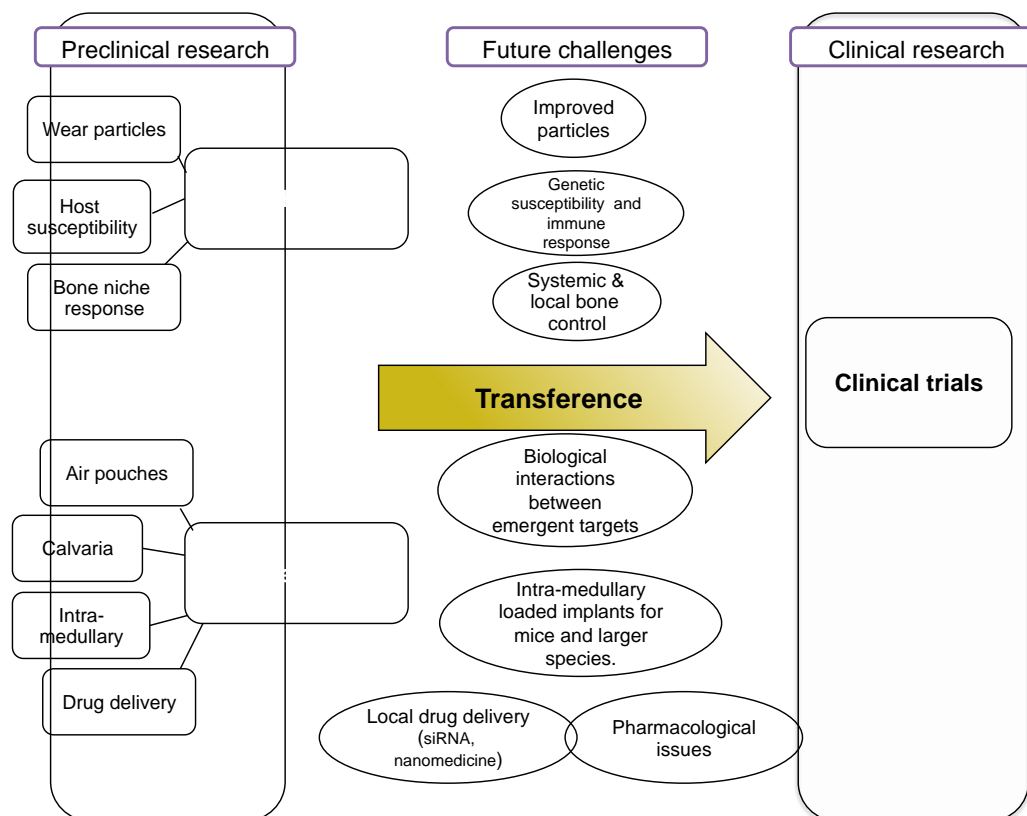 Preclinical research
Future challenges
Clinical research
Wear particles
Host
susceptibility
Bone niche
response
Improved
particles
Genetic
susceptibility and
immune
response
Systemic &
local bone
control
Transference
Clinical trials
Air pouches
Calvaria
Intra-
medullary
Drug delivery
Biological
interactions
between
emergent targets
Intra-medullary
loaded implants for
mice and larger
species.
Local drug delivery
(siRNA,
nanomedicine)
Pharmacological
issues